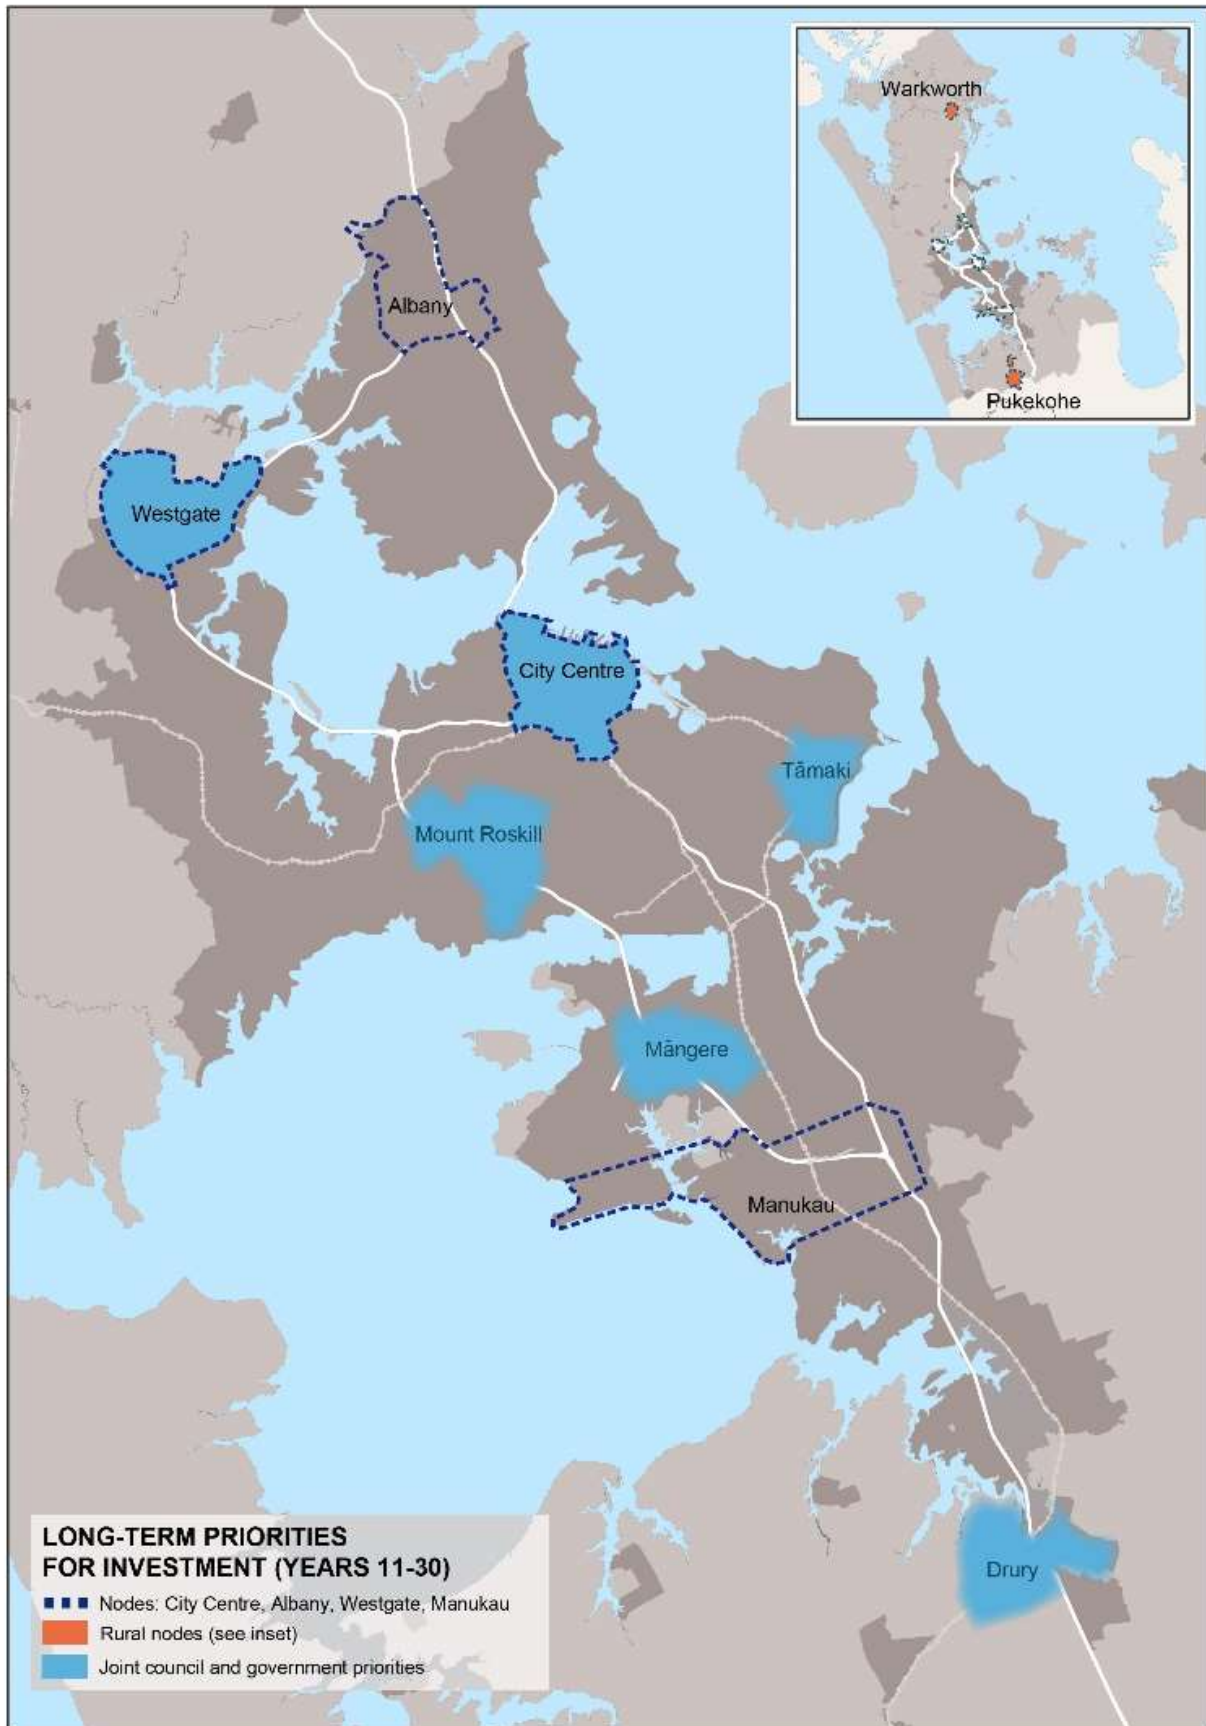 Warkworth
Pukekohe
Albany
Westgate
City Centre
Tāmaki
Mount Roskill
Māngere
Manukau
Drury
LONG-TERM PRIORITIES
FOR INVESTMENT (YEARS 11-30)
Nodes: City Centre, Albany, Westgate, Manukau
Rural nodes (see inset)
Joint council and government priorities